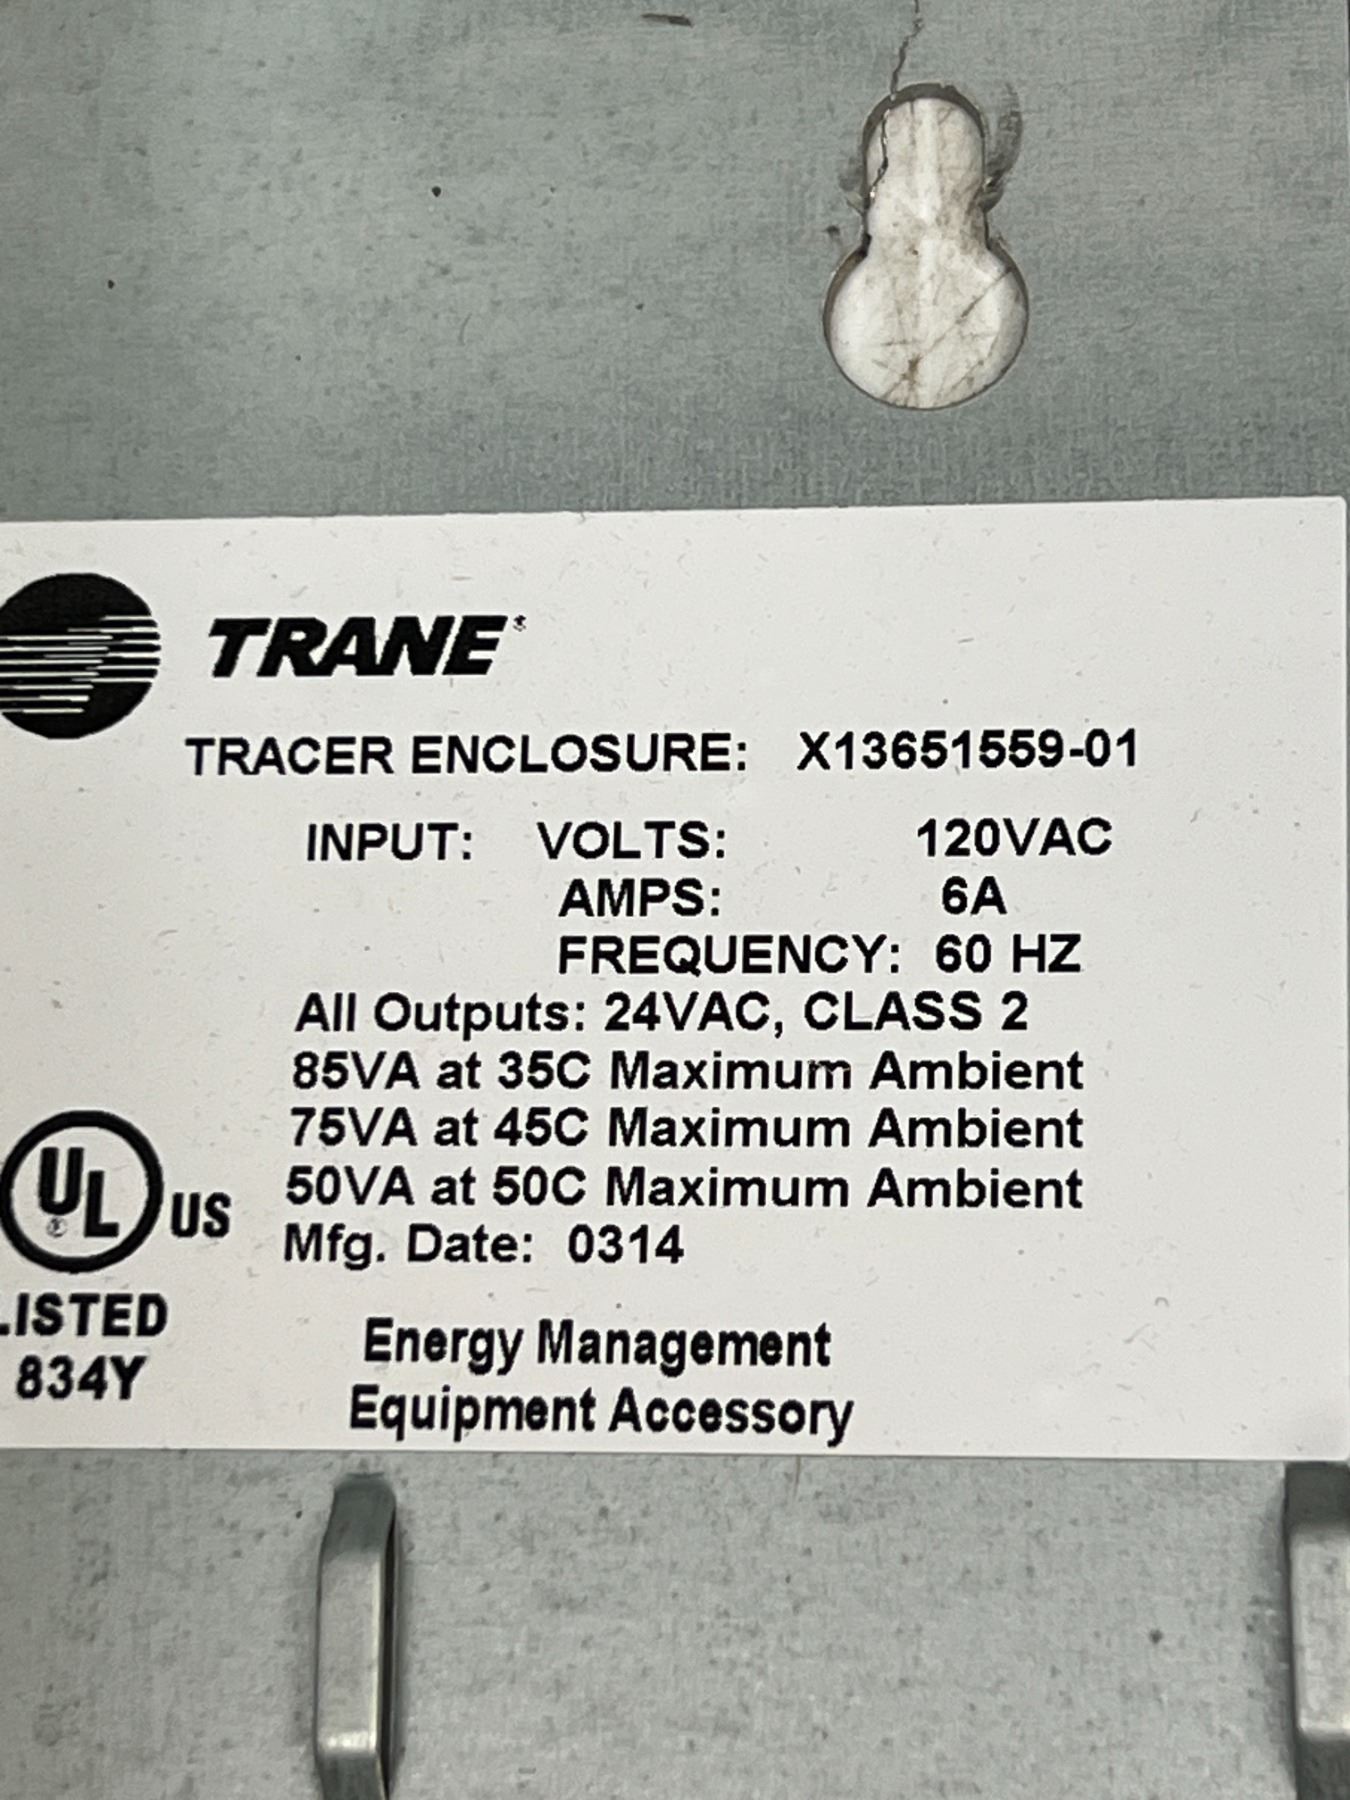 TRANE
TRACER ENCLOSURE: X13651559-01
INPUT: VOLTS: 120VAC
AMPS: 6A
FREQUENCY: 60 HZ
All Outputs: 24VAC, CLASS 2
85VA at 35C Maximum Ambient
75VA at 45C Maximum Ambient
50VA at 50C Maximum Ambient
Mfg. Date: 0314
UL US
LISTED
834Y
Energy Management
Equipment Accessory